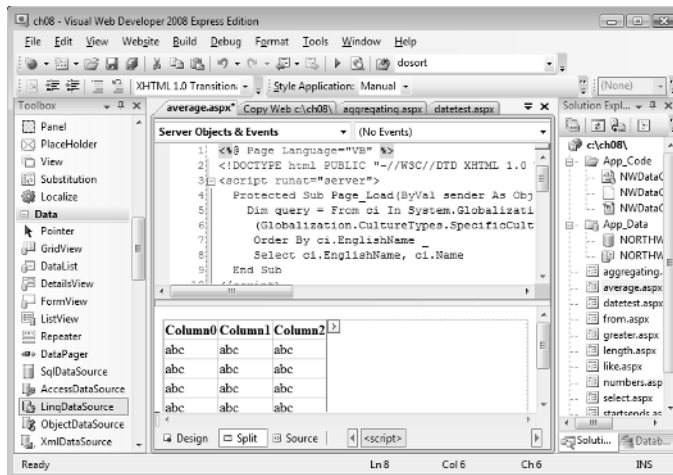 ch08 - Visual Web Developer 2008 Express Edition
File Edit View Website Build Debug Format Tools Window Help
dosort
XHTML 1.0 Transition: Style Application: Manual (None)
Toolbox
Panel
PlaceHolder
View
Substitution
Localize
Data
Pointer
GridView
DataList
DetailsView
FormView
ListView
Repeater
DataPager
SqlDataSource
AccessDataSource
LinqDataSource
ObjectDataSource
XmlDataSource
average.aspx* Copy Web c:\ch08\ aggregating.aspx datetest.aspx
Server Objects & Events (No Events)
1 <%@ Page Language="VB" %>
2 <!DOCTYPE html PUBLIC "-//W3C//DTD XHTML 1.0
3 <script runat="server">
4 Protected Sub Page_Load(ByVal sender As Obj
5 Dim query = From ci In System.Globalizati
6 (Globalization.CultureTypes.SpecificCult
7 Order By ci.EnglishName _
8 Select ci.EnglishName, ci.Name
9 End Sub
Column0 Column1 Column2
abc abc abc
abc abc abc
abc abc abc
abc abc abc
Design Split Source <script>
Solution Expl...
c:\ch08\
App_Code
NWDataC
NWDataC
NWDataC
App_Data
NORTHW
NORTHW
aggregating.
average.aspx
datetest.aspx
from.aspx
greater.aspx
length.aspx
like.aspx
numbers.asp
select.aspx
startsends.as
Soluti... Datab...
Ready Ln 8 Col 6 Ch 6 INS